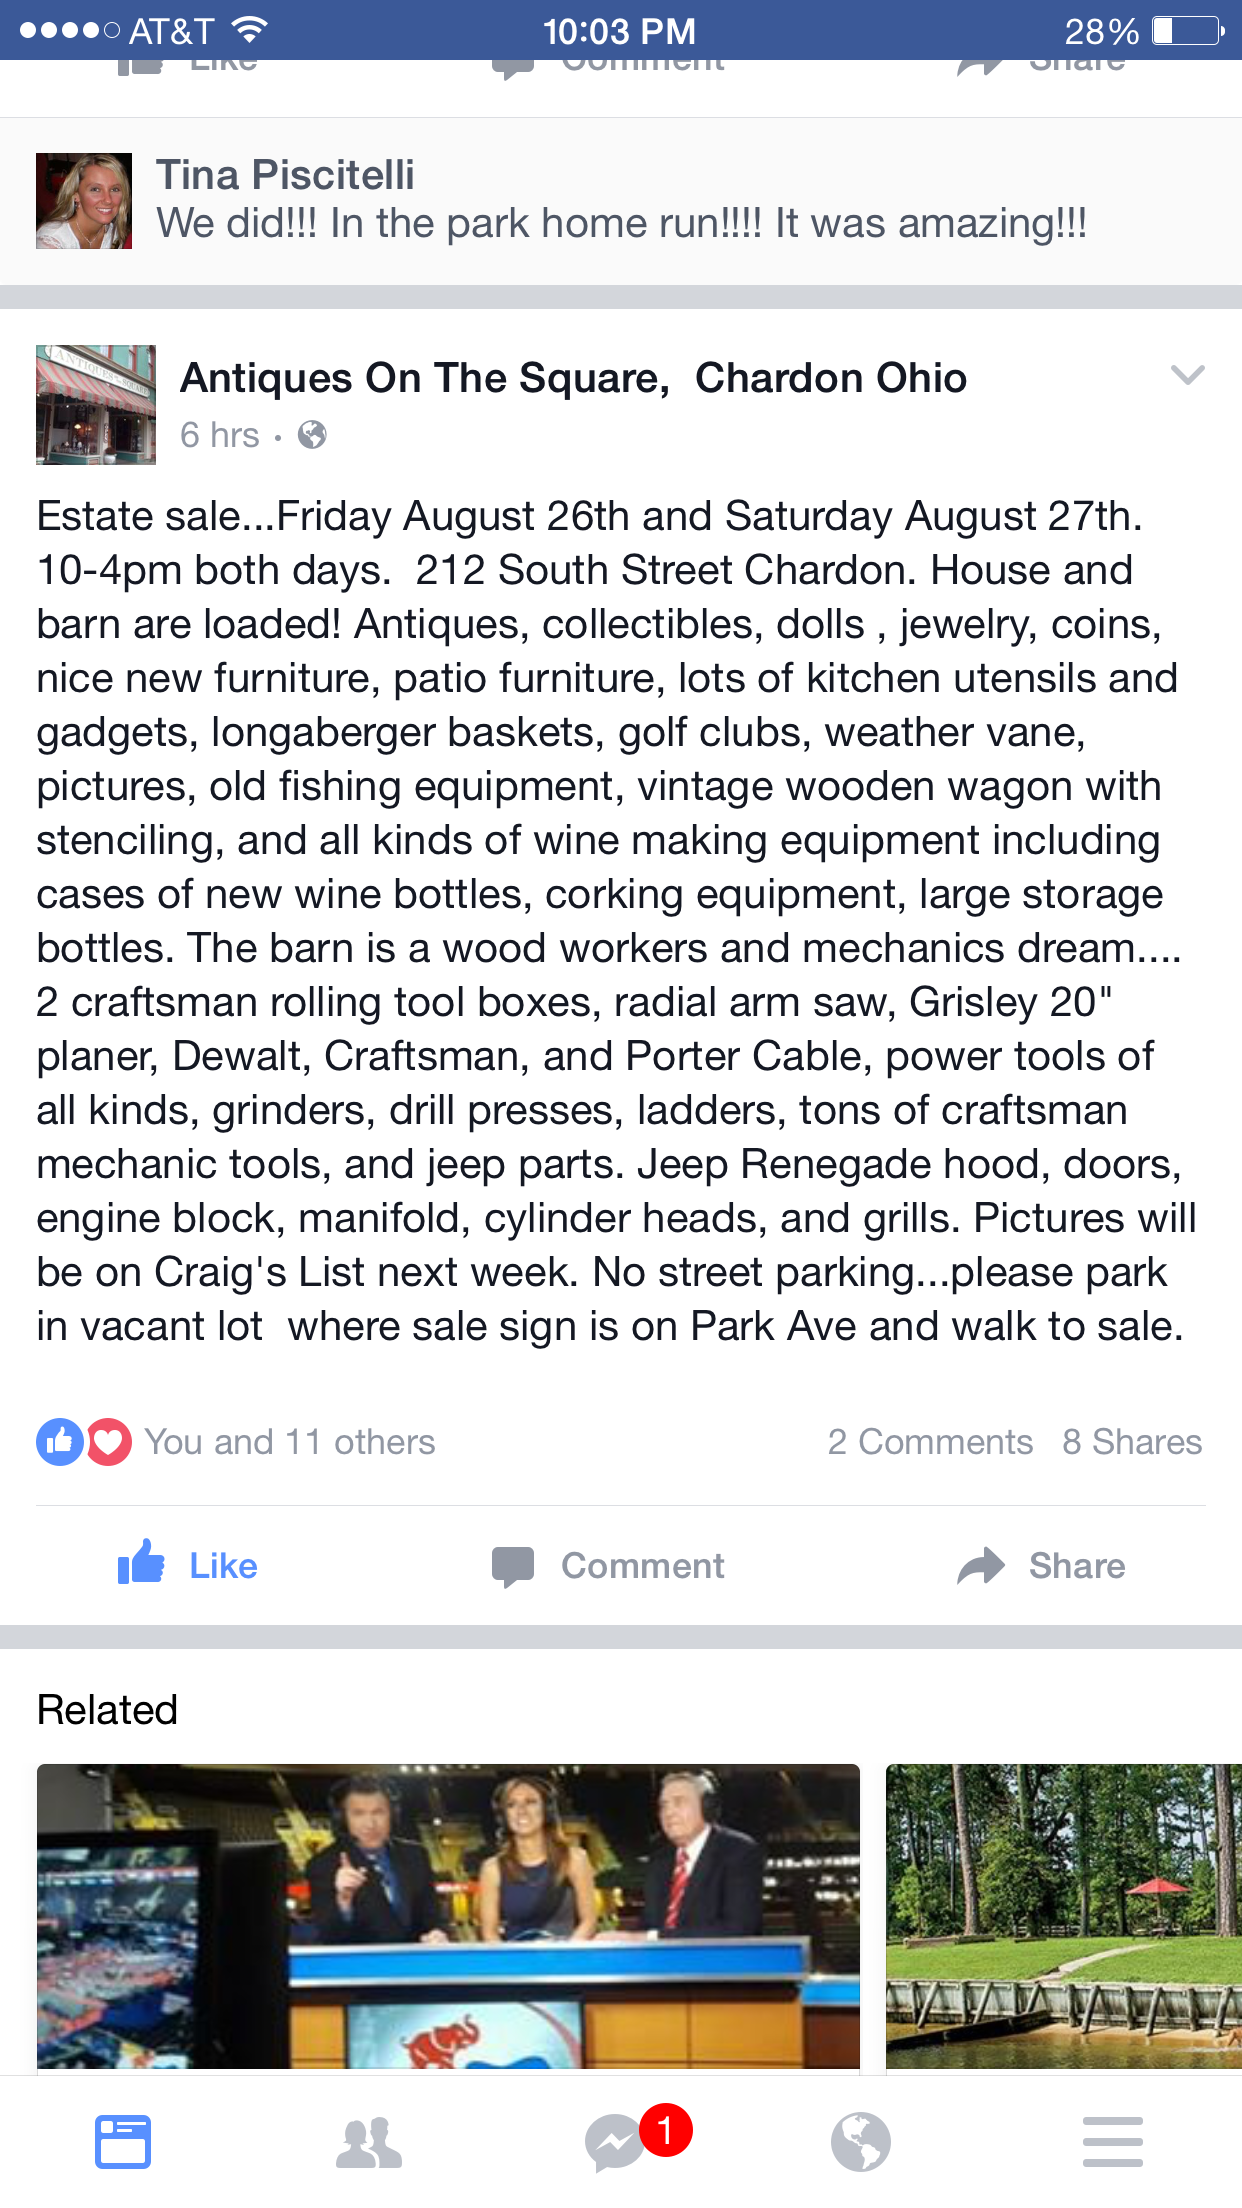 AT&T 10:03 PM 28%
Like Comment Share
Tina Piscitelli
We did!!! In the park home run!!!! It was amazing!!!
ANTIQUES
Antiques On The Square,  Chardon Ohio
6 hrs ·
Estate sale...Friday August 26th and Saturday August 27th.
10-4pm both days.  212 South Street Chardon. House and
barn are loaded! Antiques, collectibles, dolls , jewelry, coins,
nice new furniture, patio furniture, lots of kitchen utensils and
gadgets, longaberger baskets, golf clubs, weather vane,
pictures, old fishing equipment, vintage wooden wagon with
stenciling, and all kinds of wine making equipment including
cases of new wine bottles, corking equipment, large storage
bottles. The barn is a wood workers and mechanics dream....
2 craftsman rolling tool boxes, radial arm saw, Grisley 20"
planer, Dewalt, Craftsman, and Porter Cable, power tools of
all kinds, grinders, drill presses, ladders, tons of craftsman
mechanic tools, and jeep parts. Jeep Renegade hood, doors,
engine block, manifold, cylinder heads, and grills. Pictures will
be on Craig's List next week. No street parking...please park
in vacant lot  where sale sign is on Park Ave and walk to sale.
You and 11 others 2 Comments 8 Shares
Like Comment Share
Related
1